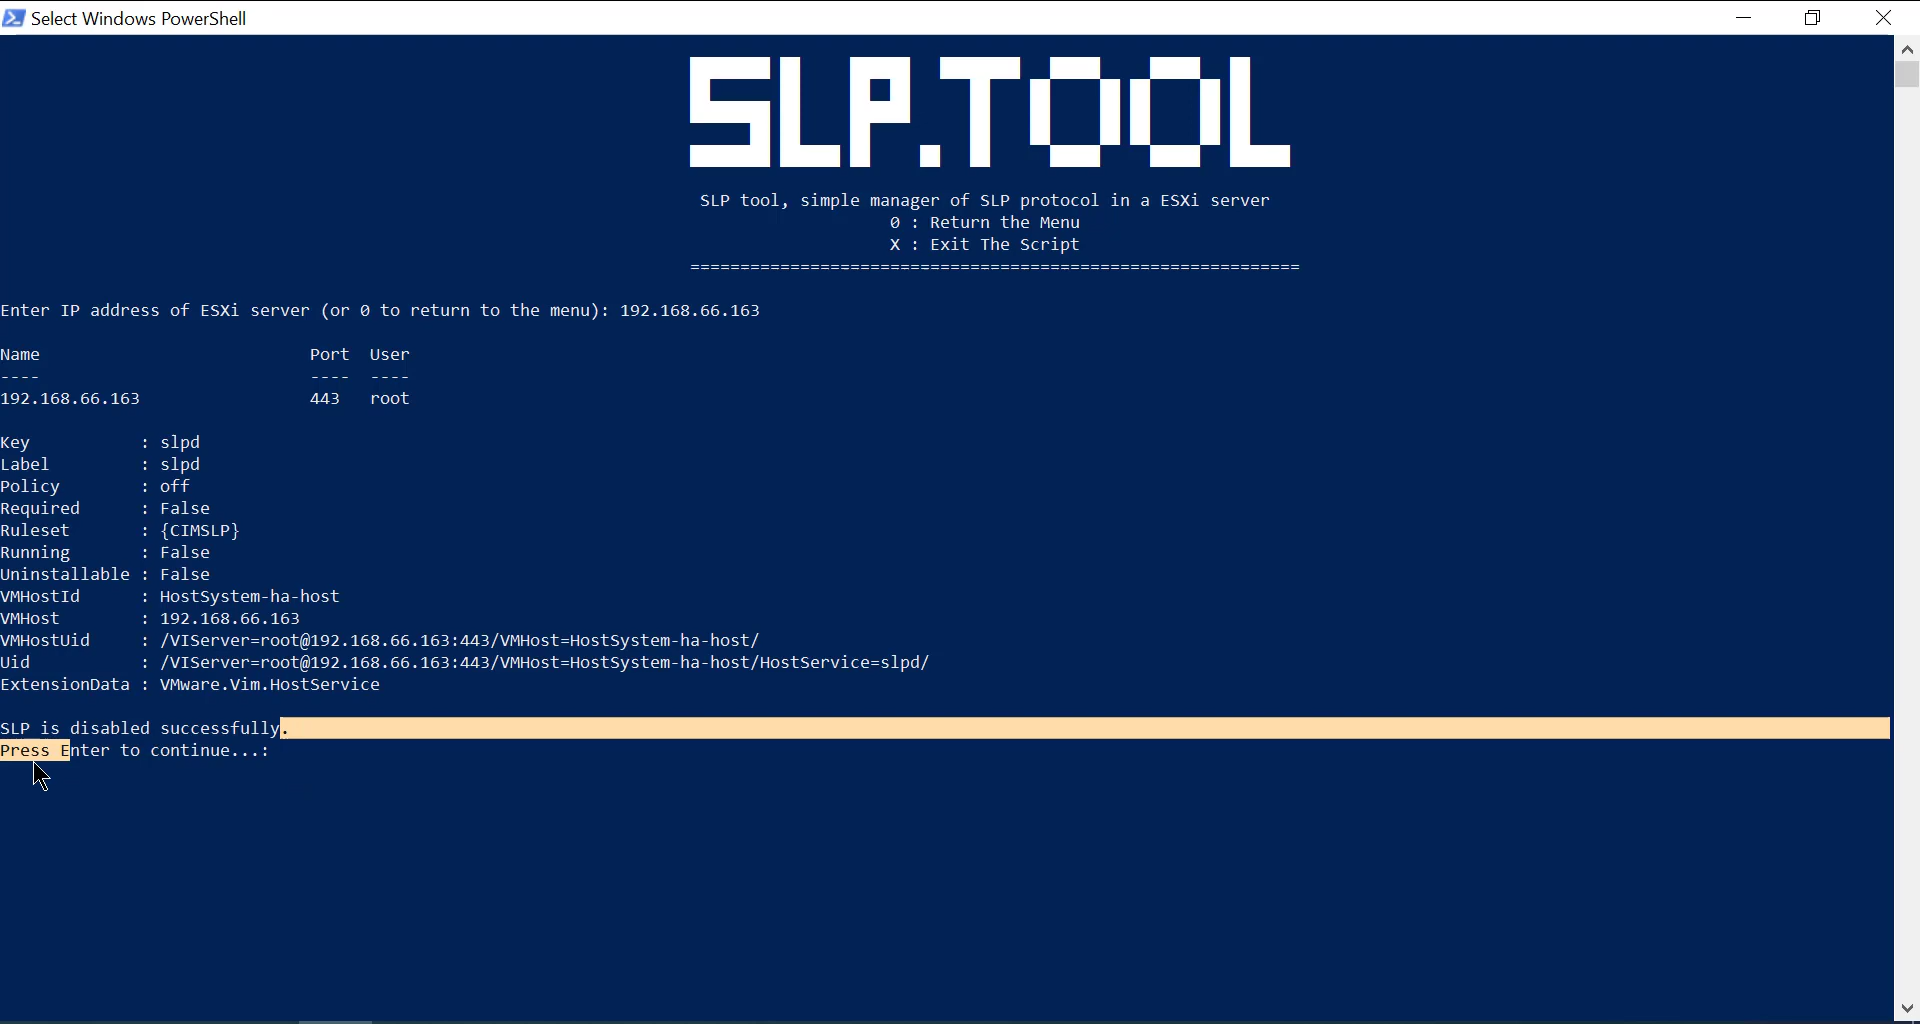 Select Windows PowerShell
SLP.TOOL
SLP tool, simple manager of SLP protocol in a ESXi server
0 : Return the Menu
X : Exit The Script
=============================================================
Enter IP address of ESXi server (or 0 to return to the menu): 192.168.66.163
Name                           Port  User
----                           ----  ----
192.168.66.163                 443   root
Key           : slpd
Label         : slpd
Policy        : off
Required      : False
Ruleset       : {CIMSLP}
Running       : False
Uninstallable : False
VMHostId      : HostSystem-ha-host
VMHost        : 192.168.66.163
VMHostUid     : /VIServer=root@192.168.66.163:443/VMHost=HostSystem-ha-host/
Uid           : /VIServer=root@192.168.66.163:443/VMHost=HostSystem-ha-host/HostService=slpd/
ExtensionData : VMware.Vim.HostService
SLP is disabled successfully.
Press Enter to continue...: